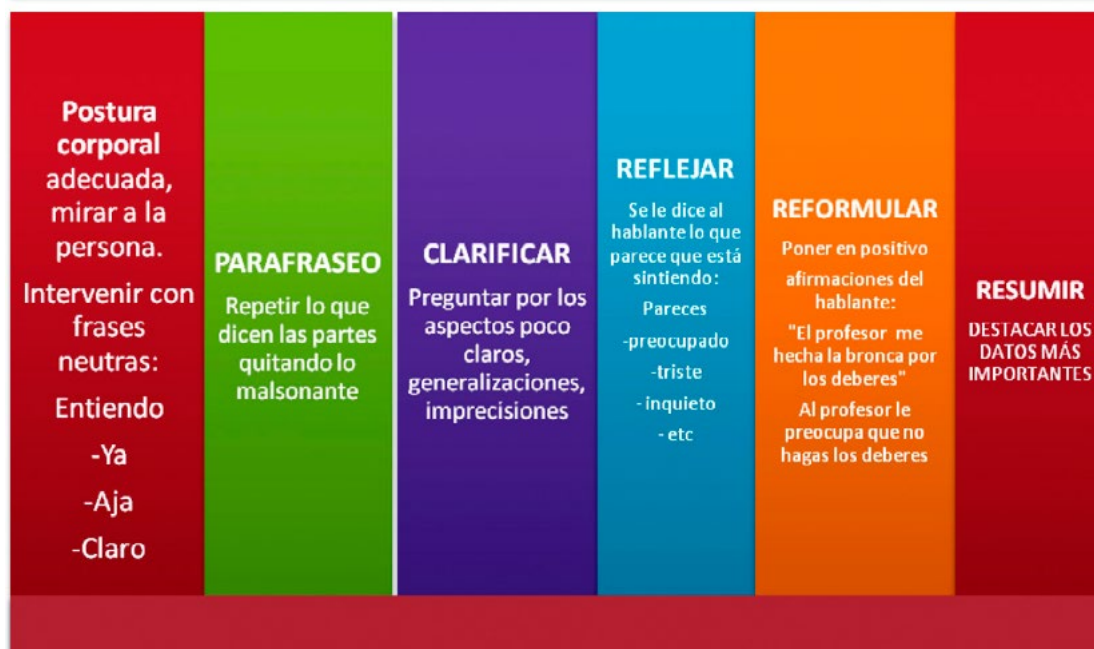 Postura
corporal
adecuada,
mirar a la
persona.
Intervenir con
frases
neutras:
Entiendo
-Ya
-Aja
-Claro
PARAFRASEO
Repetir lo que
dicen las partes
quitando lo
malsonante
CLARIFICAR
Preguntar por los
aspectos poco
claros,
generalizaciones,
imprecisiones
REFLEJAR
Se le dice al
hablante lo que
parece que está
sintiendo:
Pareces
-preocupado
-triste
- inquieto
- etc
REFORMULAR
Poner en positivo
afirmaciones del
hablante:
"El profesor me
hecha la bronca por
los deberes"
Al profesor le
preocupa que no
hagas los deberes
RESUMIR
DESTACAR LOS
DATOS MÁS
IMPORTANTES